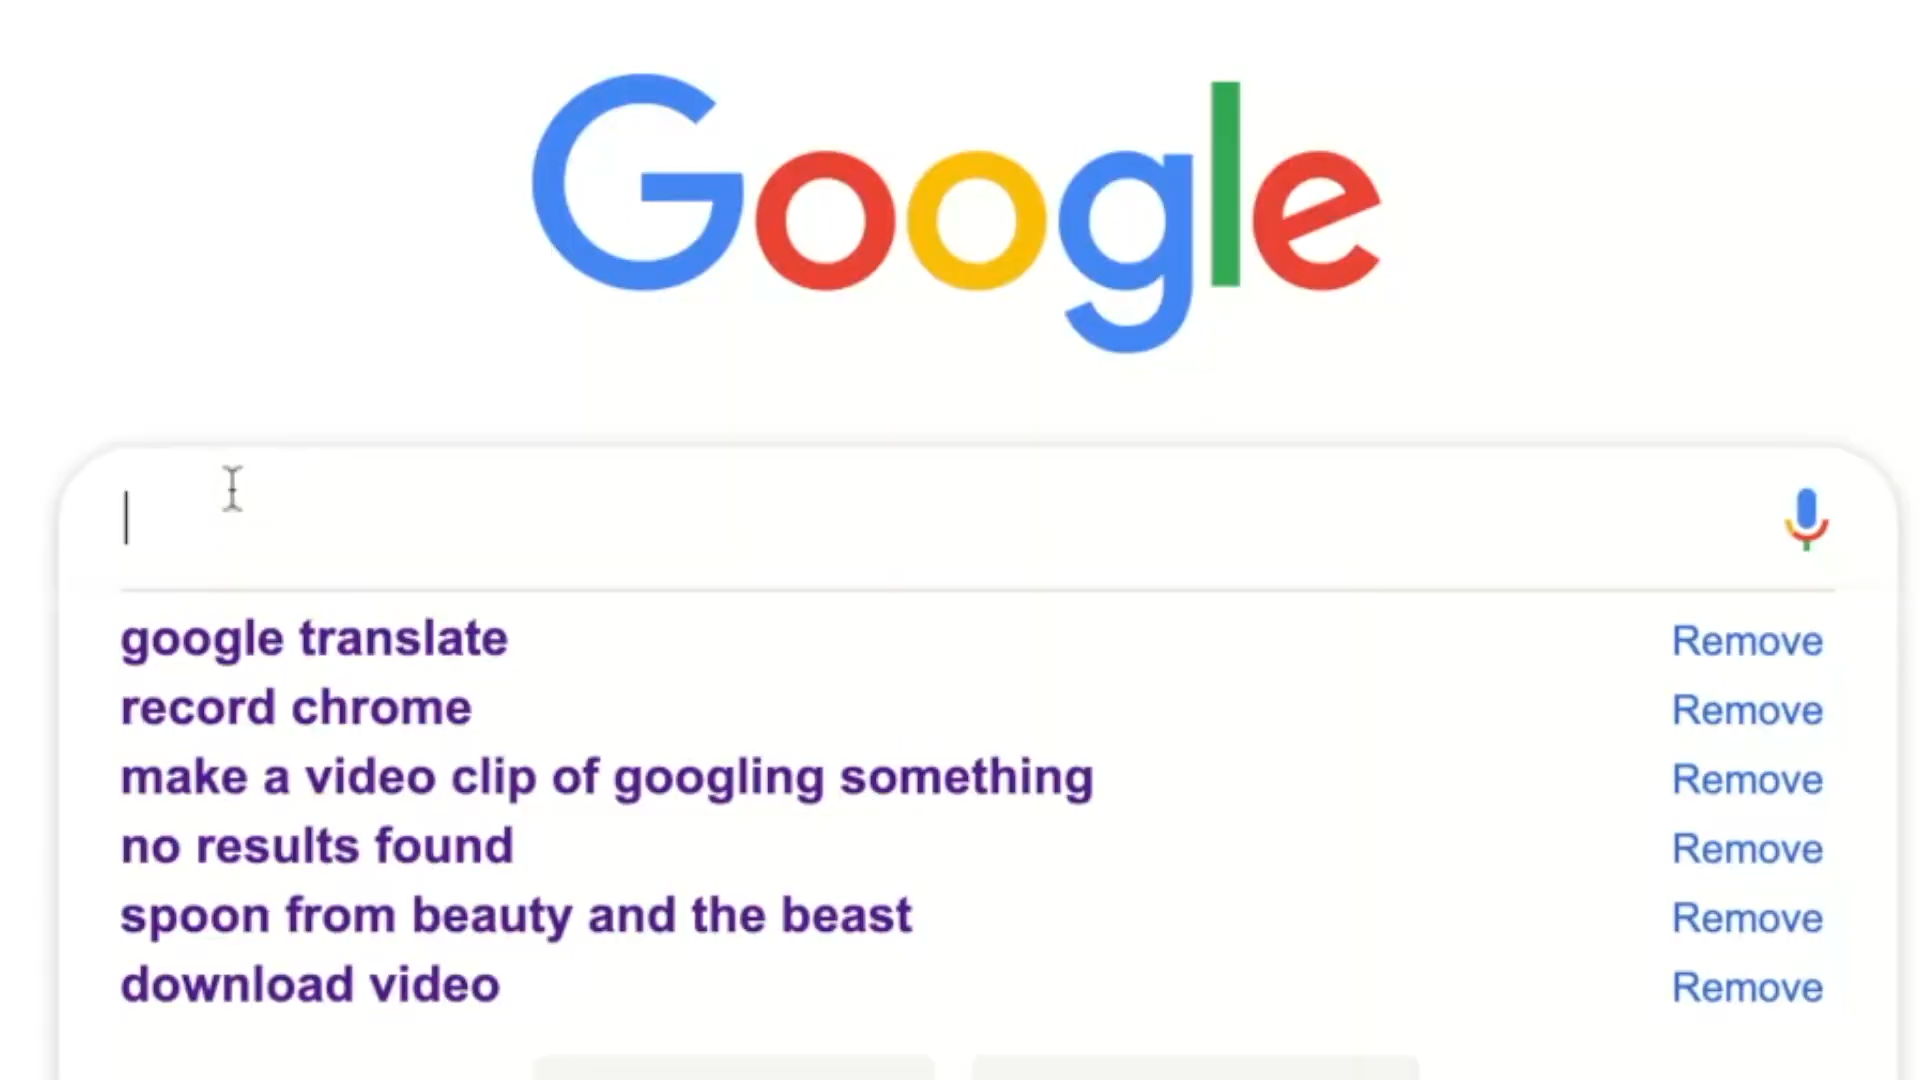 Google
google translate Remove
record chrome Remove
make a video clip of googling something Remove
no results found Remove
spoon from beauty and the beast Remove
download video Remove